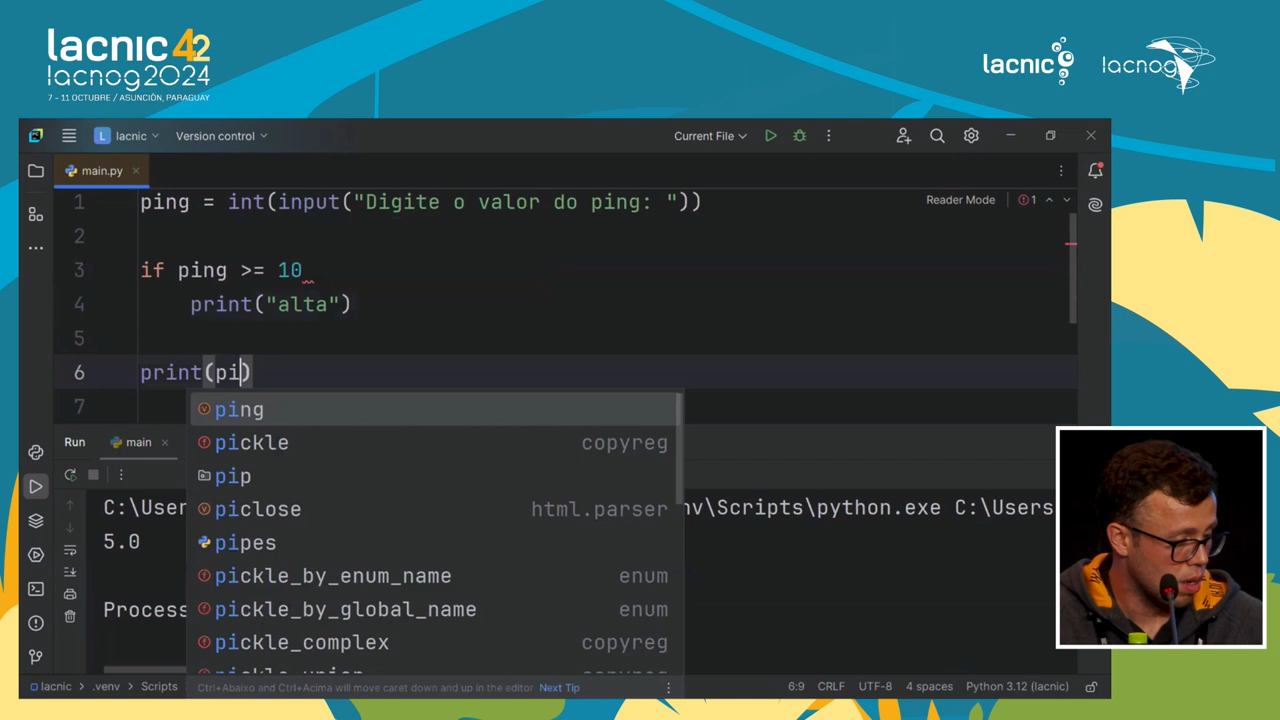 lacnic 42
lacnog2024
7 - 11 OCTUBRE / ASUNCIÓN, PARAGUAY
lacnic
lacnog
L lacnic
Version control
Current File
main.py
1 ping = int(input("Digite o valor do ping: "))
Reader Mode
1
2
3 if ping >= 10
4 print("alta")
5
6 print(pi)
7
ping
pickle copyreg
pip
piclose html.parser
pipes
pickle_by_enum_name enum
pickle_by_global_name enum
pickle_complex copyreg
Ctrl+Abaixo and Ctrl+Acima will move caret down and up in the editor Next Tip
Run main
C:\User
nv\Scripts\python.exe C:\Users
5.0
Process
lacnic
.venv
Scripts
6:9 CRLF UTF-8 4 spaces Python 3.12 (lacnic)